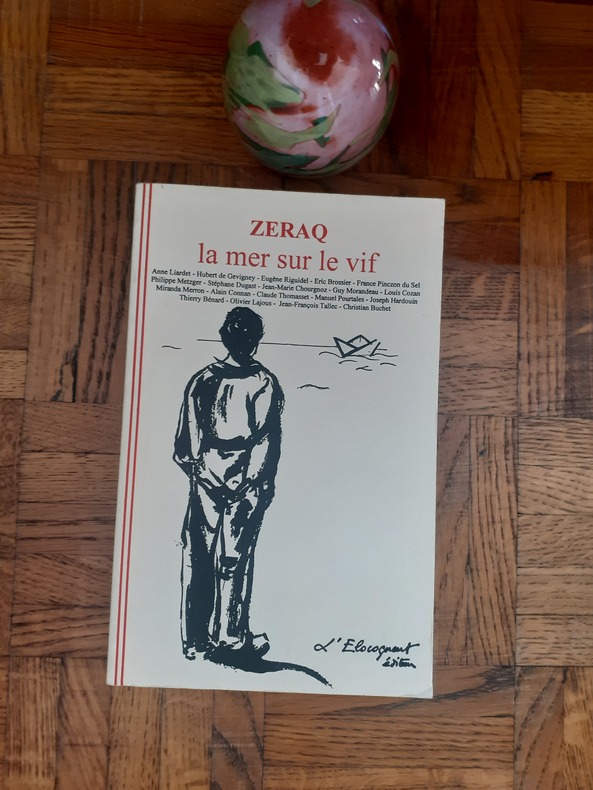 ZERAQ
la mer sur le vif
Anne Liardet - Hubert de Gevigney - Eugène Riguidel - Eric Brossier - France Pinczon du Sel
Philippe Metzger - Stéphane Dugast - Jean-Marie Chourgnoz - Guy Morandeau - Louis Cozan
Miranda Merron - Alain Connan - Claude Thomasset - Manuel Pourtales - Joseph Hardouin
Thierry Bénard - Olivier Lajous - Jean-François Tallec - Christian Buchet
L'Elocoquent
éditeur